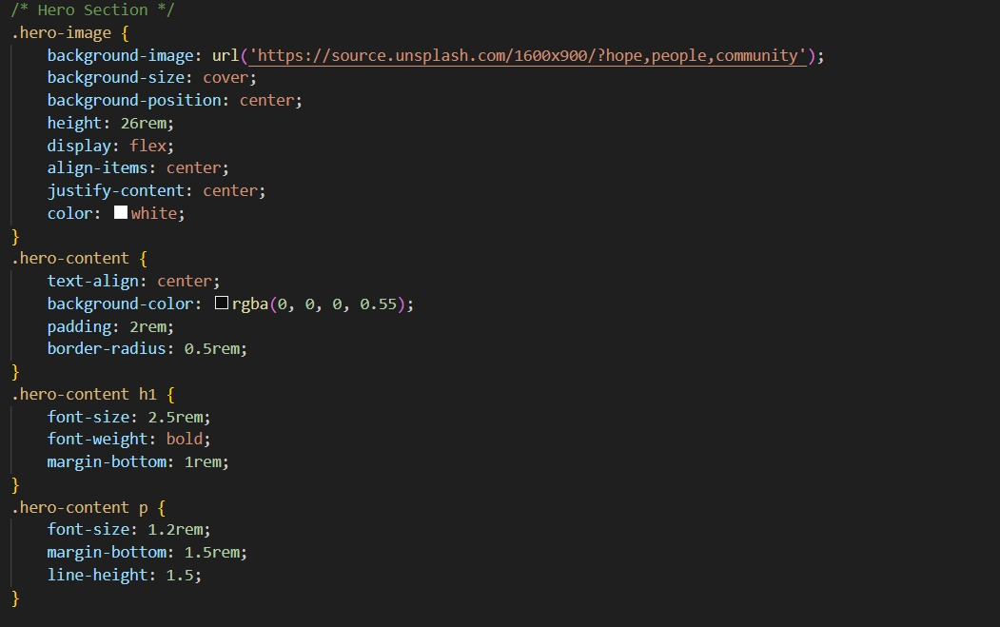 /* Hero Section */
.hero-image {
    background-image: url('https://source.unsplash.com/1600x900/?hope,people,community');
    background-size: cover;
    background-position: center;
    height: 26rem;
    display: flex;
    align-items: center;
    justify-content: center;
    color: white;
}
.hero-content {
    text-align: center;
    background-color: rgba(0, 0, 0, 0.55);
    padding: 2rem;
    border-radius: 0.5rem;
}
.hero-content h1 {
    font-size: 2.5rem;
    font-weight: bold;
    margin-bottom: 1rem;
}
.hero-content p {
    font-size: 1.2rem;
    margin-bottom: 1.5rem;
    line-height: 1.5;
}